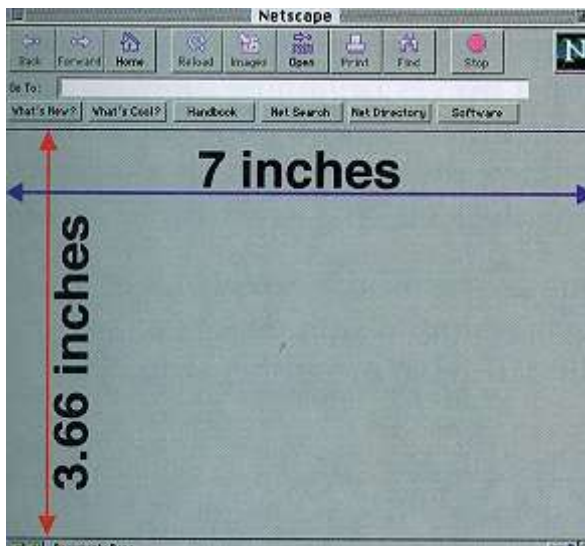 Netscape
Back Forward Home Reload Images Open Print Find Stop
N
Go To:
What's New? What's Cool? Handbook Net Search Net Directory Software
7 inches
3.66 inches